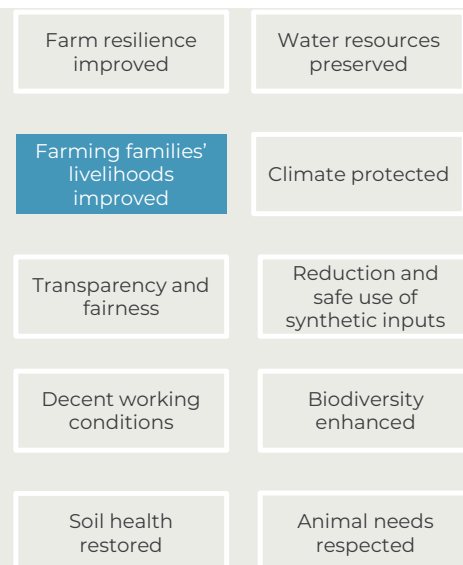 Farm resilience
improved
Water resources
preserved
Farming families’
livelihoods
improved
Climate protected
Transparency and
fairness
Reduction and
safe use of
synthetic inputs
Decent working
conditions
Biodiversity
enhanced
Soil health
restored
Animal needs
respected